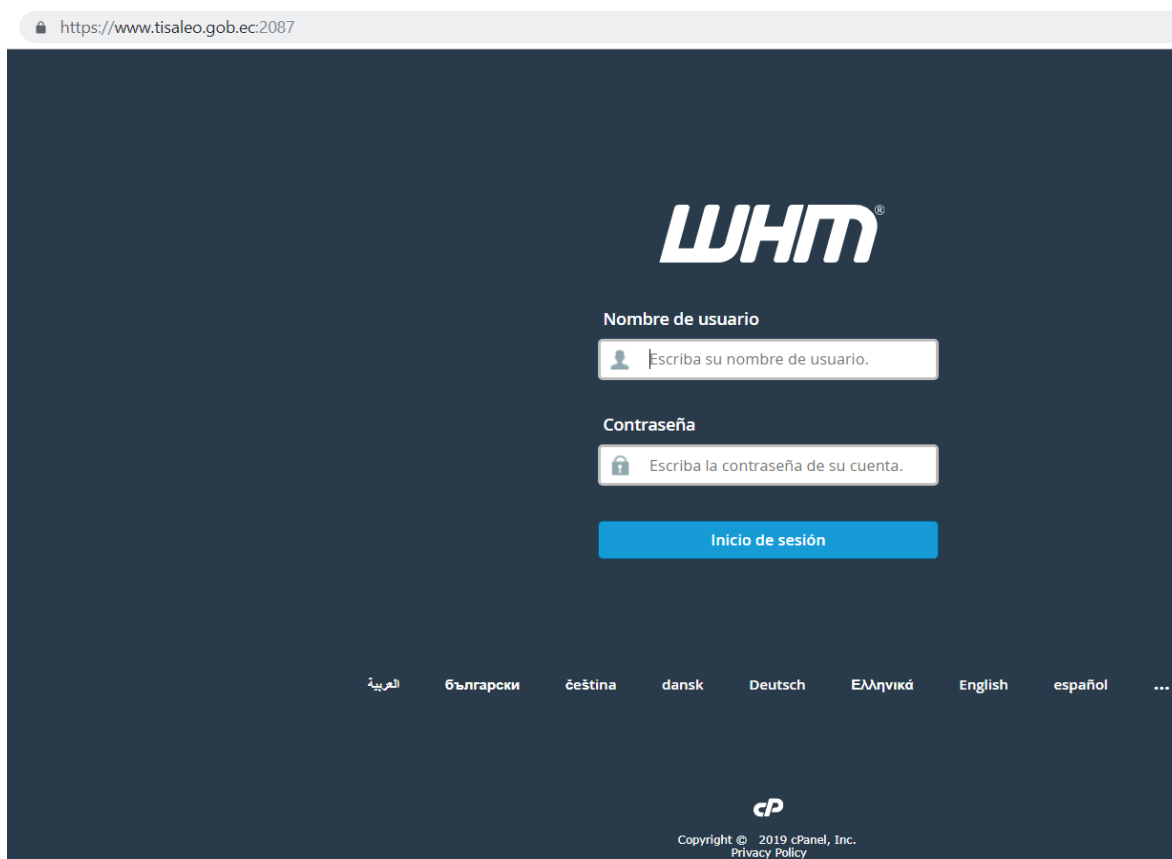 https://www.tisaleo.gob.ec:2087
WHM®
Nombre de usuario
Escriba su nombre de usuario.
Contraseña
Escriba la contraseña de su cuenta.
Inicio de sesión
العربية български čeština dansk Deutsch Ελληνικά English español ...
cP
Copyright © 2019 cPanel, Inc.
Privacy Policy